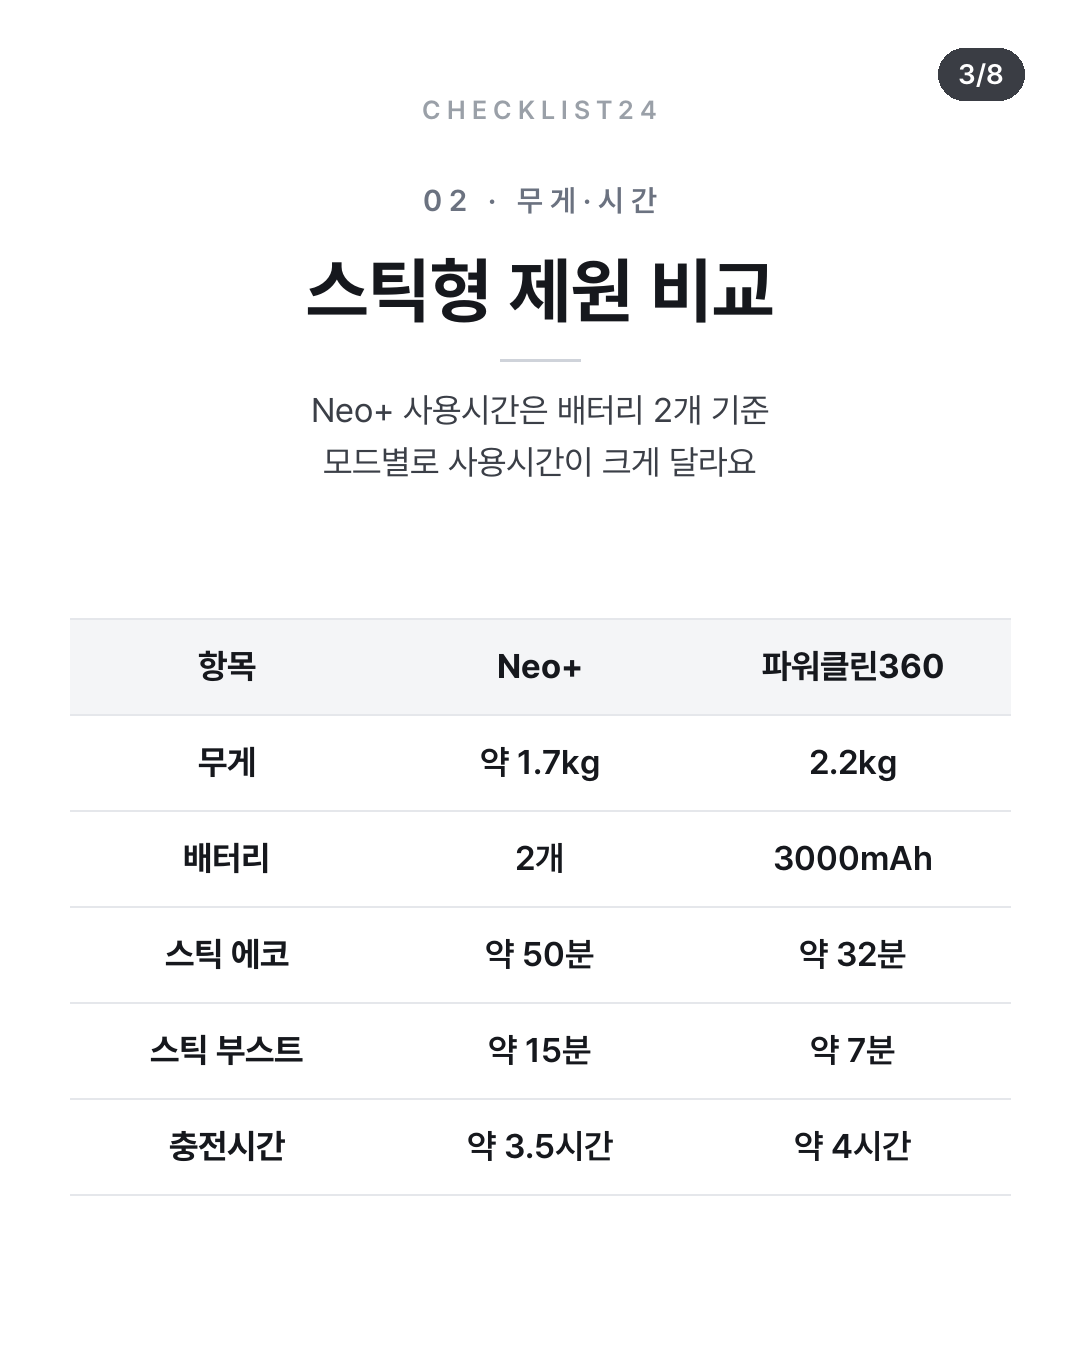 3/8
CHECKLIST24
02 · 무게·시간
스틱형 제원 비교
Neo+ 사용시간은 배터리 2개 기준
모드별로 사용시간이 크게 달라요
항목 Neo+ 파워클린360
무게 약 1.7kg 2.2kg
배터리 2개 3000mAh
스틱 에코 약 50분 약 32분
스틱 부스트 약 15분 약 7분
충전시간 약 3.5시간 약 4시간